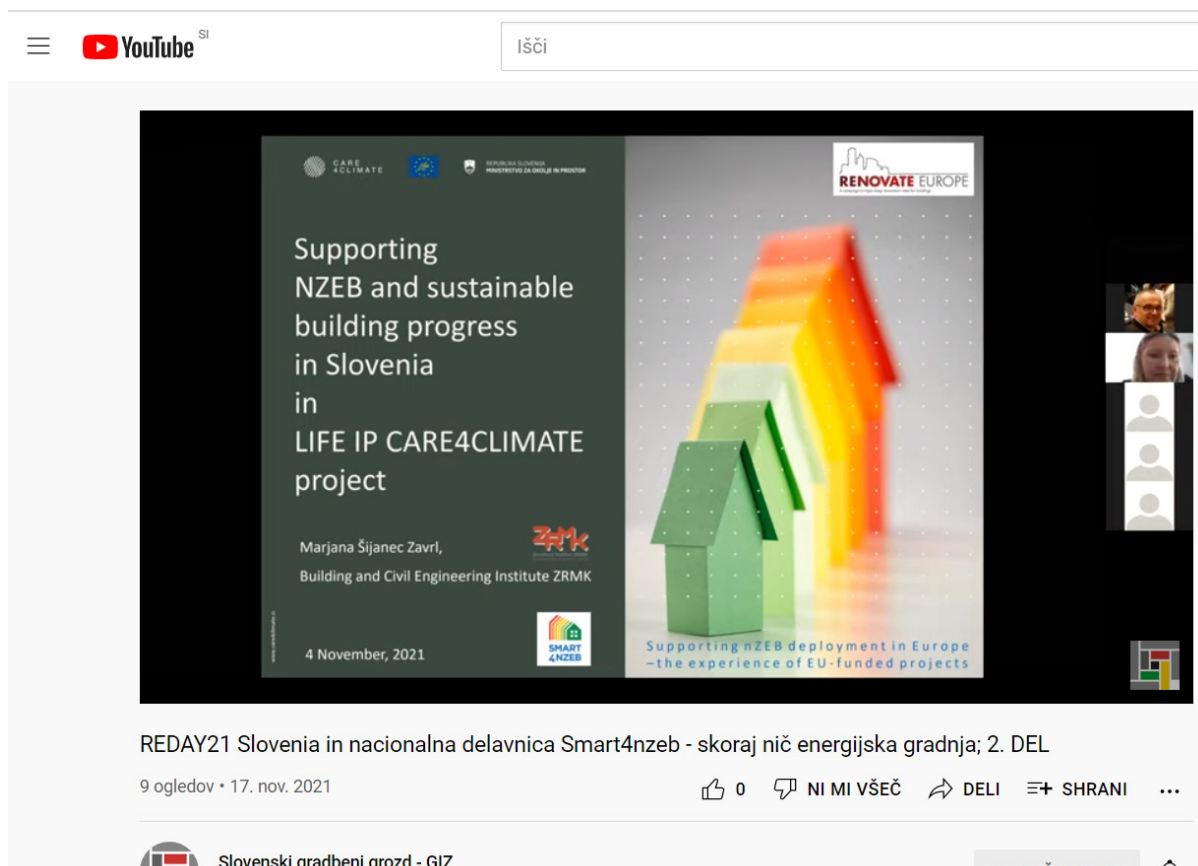 YouTube SI
Išči
CARE
4CLIMATE
REPUBLIKA SLOVENIJA
MINISTRSTVO ZA OKOLJE IN PROSTOR
RENOVATE EUROPE
Supporting
NZEB and sustainable
building progress
in Slovenia
in
LIFE IP CARE4CLIMATE
project
ZRMK
Marjana Šijanec Zavrl,
Building and Civil Engineering Institute ZRMK
www.care4climate.si
SMART
4NZEB
4 November, 2021
Supporting nZEB deployment in Europe
–the experience of EU-funded projects
REDAY21 Slovenia in nacionalna delavnica Smart4nzeb - skoraj nič energijska gradnja; 2. DEL
9 ogledov • 17. nov. 2021
0 NI MI VŠEČ DELI SHRANI
Slovenski gradbeni grozd - GIZ